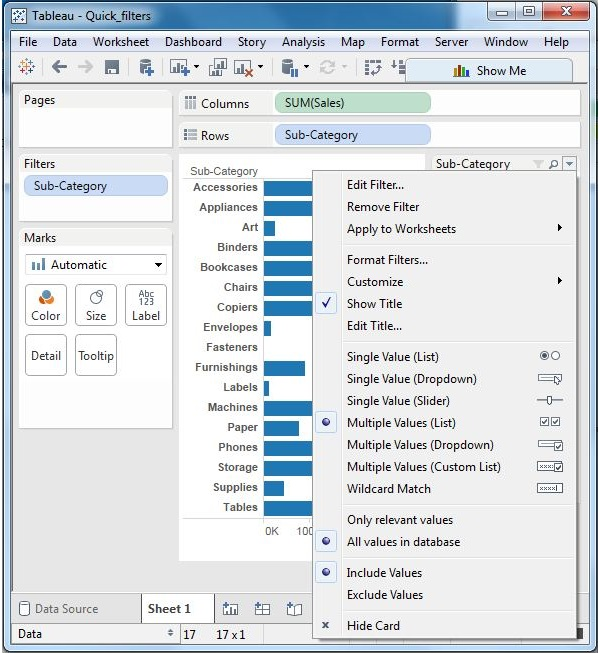 Tableau - Quick_filters
File Data Worksheet Dashboard Story Analysis Map Format Server Window Help
Show Me
Pages
Columns SUM(Sales)
Rows Sub-Category
Filters
Sub-Category
Marks
Automatic
Color Size Abc 123 Label
Detail Tooltip
Sub-Category
Accessories
Appliances
Art
Binders
Bookcases
Chairs
Copiers
Envelopes
Fasteners
Furnishings
Labels
Machines
Paper
Phones
Storage
Supplies
Tables
0K 100
Sub-Category
Edit Filter...
Remove Filter
Apply to Worksheets
Format Filters...
Customize
Show Title
Edit Title...
Single Value (List)
Single Value (Dropdown)
Single Value (Slider)
Multiple Values (List)
Multiple Values (Dropdown)
Multiple Values (Custom List)
Wildcard Match
Only relevant values
All values in database
Include Values
Exclude Values
Hide Card
Data Source Sheet 1
Data 17 17 x 1